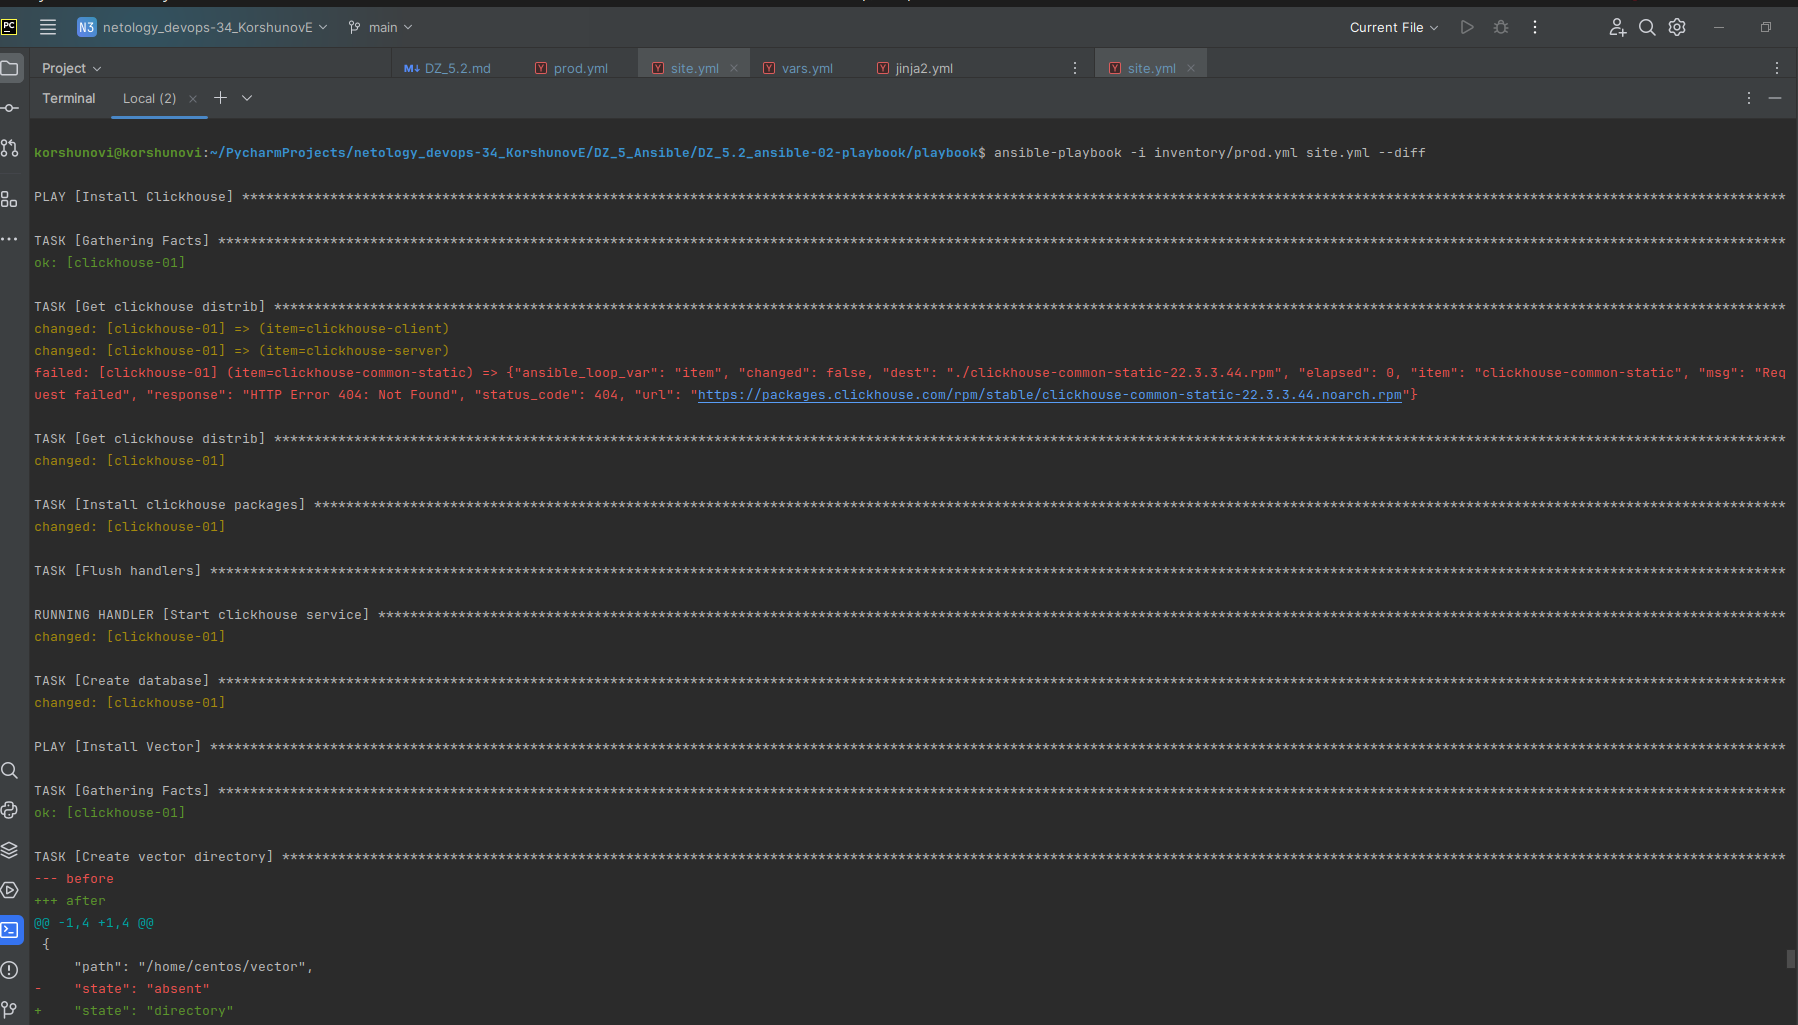 PC N3 netology_devops-34_KorshunovE main Current File
Project M↓ DZ_5.2.md Y prod.yml Y site.yml Y vars.yml Y jinja2.yml Y site.yml
Terminal Local (2)
korshunovi@korshunovi:~/PycharmProjects/netology_devops-34_KorshunovE/DZ_5_Ansible/DZ_5.2_ansible-02-playbook/playbook$ ansible-playbook -i inventory/prod.yml site.yml --diff
PLAY [Install Clickhouse] ****
TASK [Gathering Facts] ****
ok: [clickhouse-01]
TASK [Get clickhouse distrib] ****
changed: [clickhouse-01] => (item=clickhouse-client)
changed: [clickhouse-01] => (item=clickhouse-server)
failed: [clickhouse-01] (item=clickhouse-common-static) => {"ansible_loop_var": "item", "changed": false, "dest": "./clickhouse-common-static-22.3.3.44.rpm", "elapsed": 0, "item": "clickhouse-common-static", "msg": "Req
uest failed", "response": "HTTP Error 404: Not Found", "status_code": 404, "url": "https://packages.clickhouse.com/rpm/stable/clickhouse-common-static-22.3.3.44.noarch.rpm"}
TASK [Get clickhouse distrib] ****
changed: [clickhouse-01]
TASK [Install clickhouse packages] ****
changed: [clickhouse-01]
TASK [Flush handlers] ****
RUNNING HANDLER [Start clickhouse service] ****
changed: [clickhouse-01]
TASK [Create database] ****
changed: [clickhouse-01]
PLAY [Install Vector] ****
TASK [Gathering Facts] ****
ok: [clickhouse-01]
TASK [Create vector directory] ****
--- before
+++ after
@@ -1,4 +1,4 @@
{
"path": "/home/centos/vector",
- "state": "absent"
+ "state": "directory"